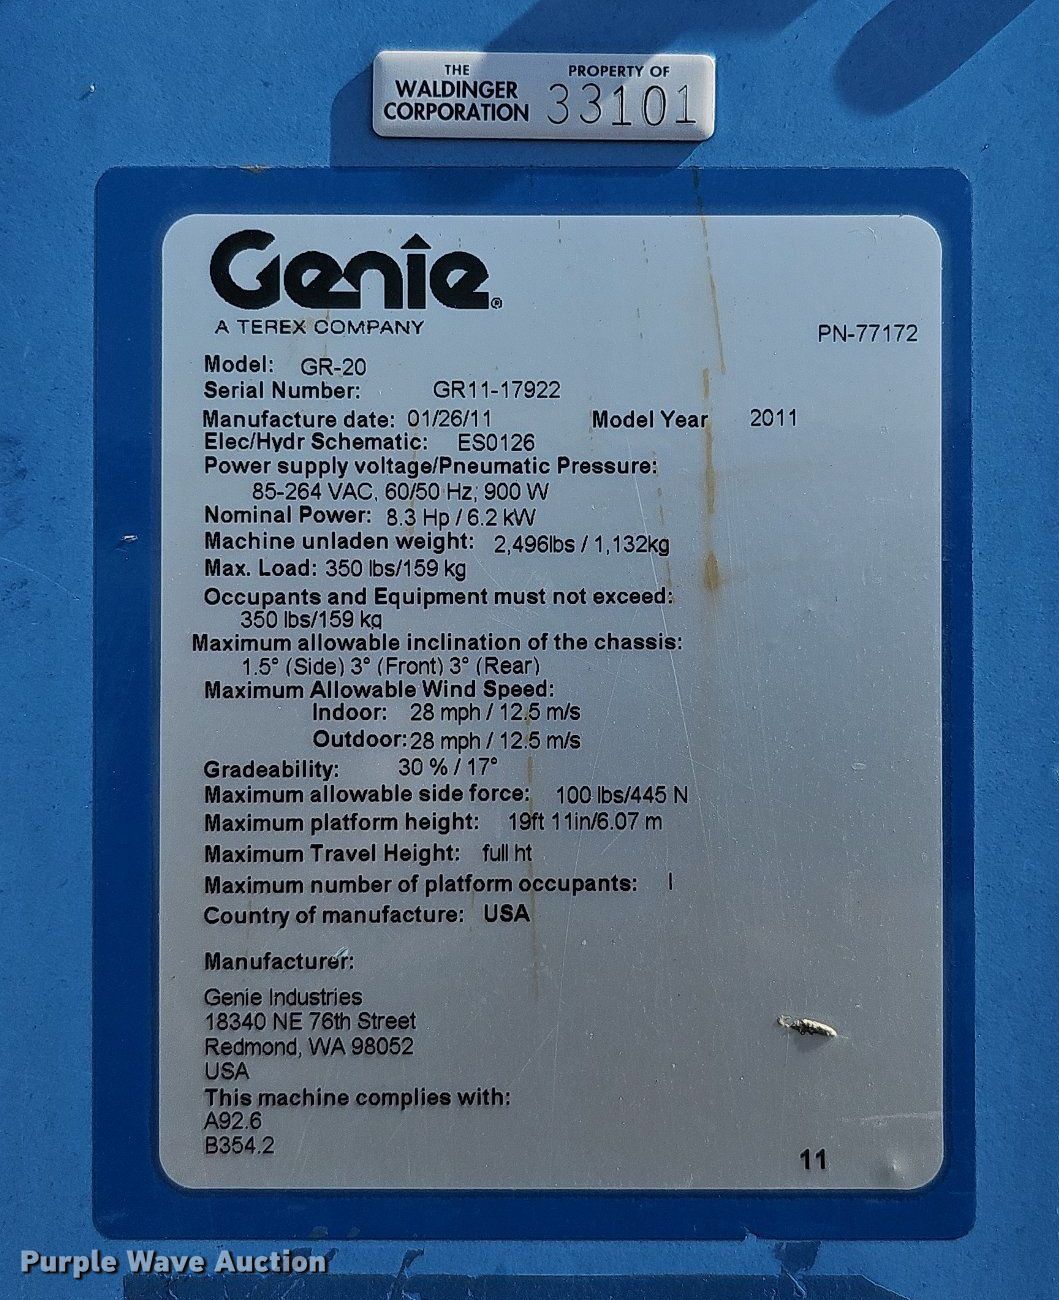 THE
WALDINGER
CORPORATION
PROPERTY OF
33101
Genie®
A TEREX COMPANY
PN-77172
Model: GR-20
Serial Number: GR11-17922
Manufacture date: 01/26/11 Model Year 2011
Elec/Hydr Schematic: ES0126
Power supply voltage/Pneumatic Pressure:
85-264 VAC, 60/50 Hz; 900 W
Nominal Power: 8.3 Hp / 6.2 kW
Machine unladen weight: 2,496lbs / 1,132kg
Max. Load: 350 lbs/159 kg
Occupants and Equipment must not exceed:
350 lbs/159 kg
Maximum allowable inclination of the chassis:
1.5° (Side) 3° (Front) 3° (Rear)
Maximum Allowable Wind Speed:
Indoor: 28 mph / 12.5 m/s
Outdoor: 28 mph / 12.5 m/s
Gradeability: 30 % / 17°
Maximum allowable side force: 100 lbs/445 N
Maximum platform height: 19ft 11in/6.07 m
Maximum Travel Height: full ht
Maximum number of platform occupants: 1
Country of manufacture: USA
Manufacturer:
Genie Industries
18340 NE 76th Street
Redmond, WA 98052
USA
This machine complies with:
A92.6
B354.2
11
Purple Wave Auction